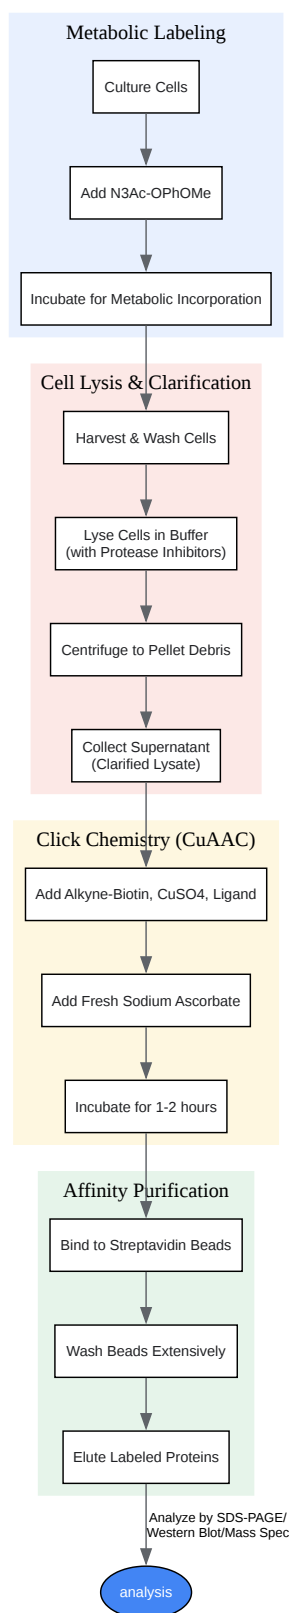 Metabolic Labeling
Culture Cells
Add N3Ac-OPhOMe
Incubate for Metabolic Incorporation
Cell Lysis & Clarification
Harvest & Wash Cells
Lyse Cells in Buffer
(with Protease Inhibitors)
Centrifuge to Pellet Debris
Collect Supernatant
(Clarified Lysate)
Click Chemistry (CuAAC)
Add Alkyne-Biotin, CuSO4, Ligand
Add Fresh Sodium Ascorbate
Incubate for 1-2 hours
Affinity Purification
Bind to Streptavidin Beads
Wash Beads Extensively
Elute Labeled Proteins
Analyze by SDS-PAGE/
Western Blot/Mass Spec
analysis